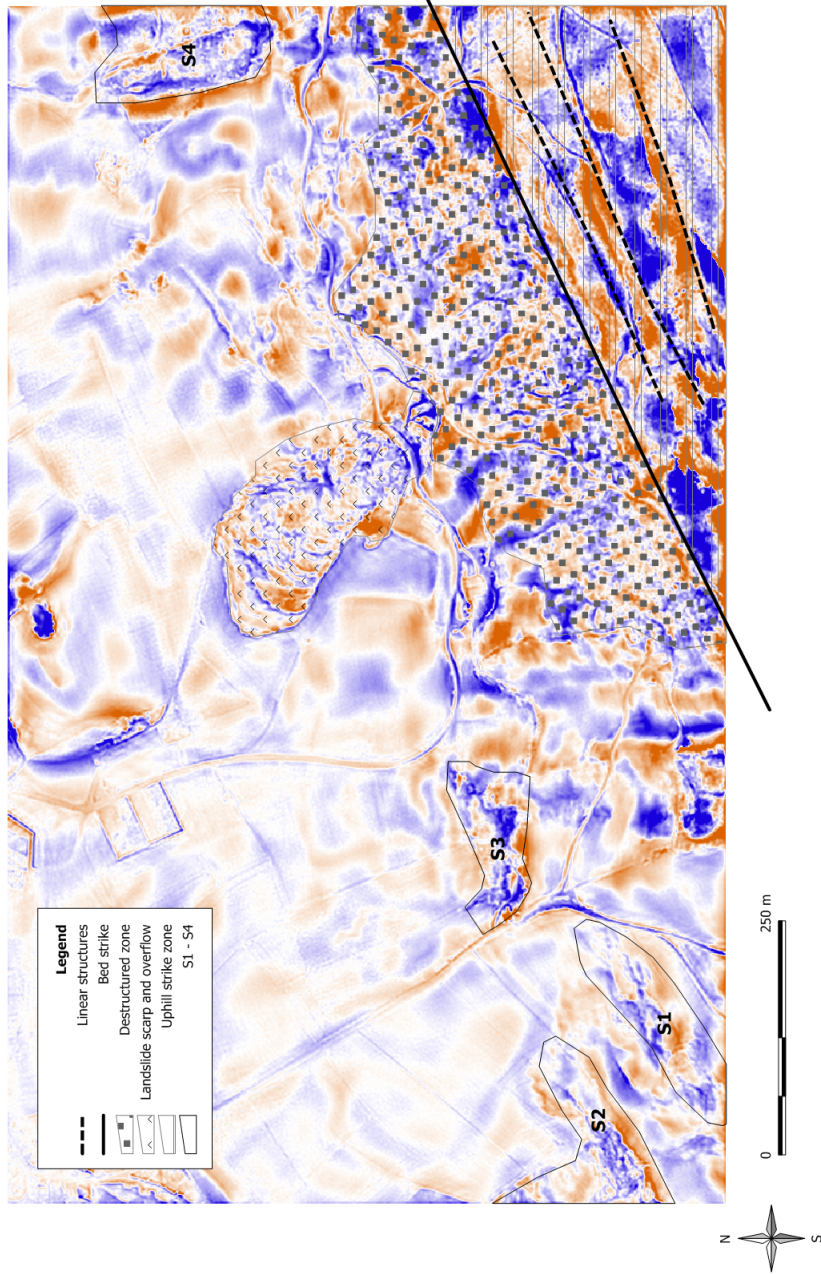 S4
S3
S1
S2
Legend
Linear structures
Bed strike
Destructured zone
Landslide scarp and overflow
Uphill strike zone
S1 - S4
0
250 m
N
S